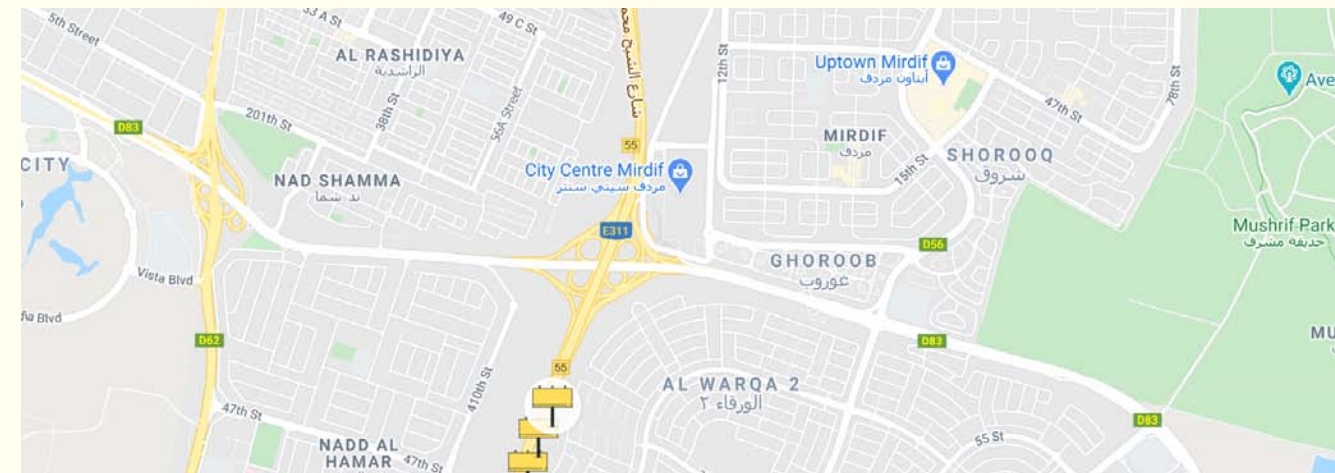 5th Street
33 A St
49 C St
AL RASHIDIYA
الراشدية
38th St
56A Street
201th St
D83
CITY
NAD SHAMMA
ند شما
شارع الشيخ محمد
12th St
55
City Centre Mirdif
مردف سيتي سنتر
E311
Uptown Mirdif
أبتاون مردف
MIRDIF
مردف
47th St
78th St
15th St
SHOROOQ
شروق
Ave
Mushrif Park
حديقة مشرف
D56
GHOROOB
غوروب
Vista Blvd
Blvd
D62
D83
MU
55
410th St
AL WARQA 2
الورقاء ٢
47th St
NADD AL
HAMAR
47th St
55 St
D83